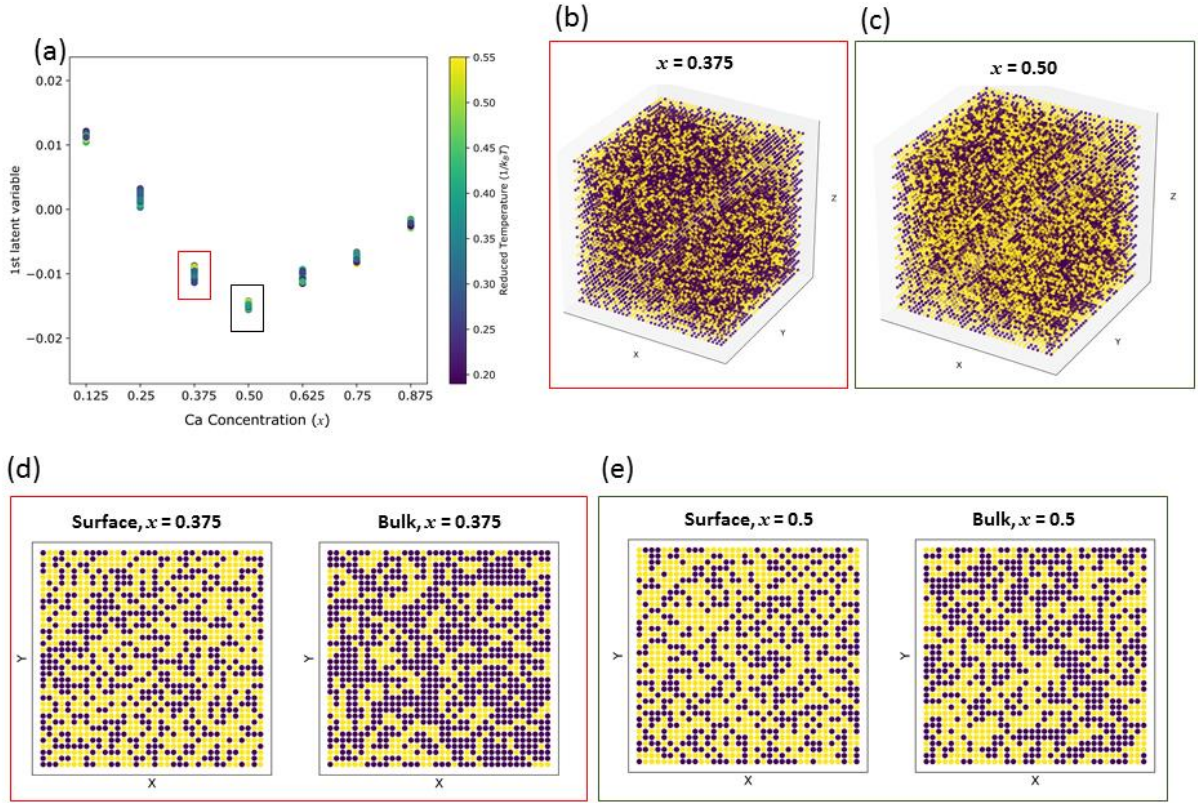 (a)
0.02
0.01
0.00
−0.01
−0.02
1st latent variable
0.125 0.25 0.375 0.50 0.625 0.75 0.875
Ca Concentration (x)
0.55
0.50
0.45
0.40
0.35
0.30
0.25
0.20
Reduced Temperature (1/k_BT)
(b)
x = 0.375
Z
Y
X
(c)
x = 0.50
Z
Y
X
(d)
Surface, x = 0.375
Y
X
Bulk, x = 0.375
Y
X
(e)
Surface, x = 0.5
Y
X
Bulk, x = 0.5
Y
X